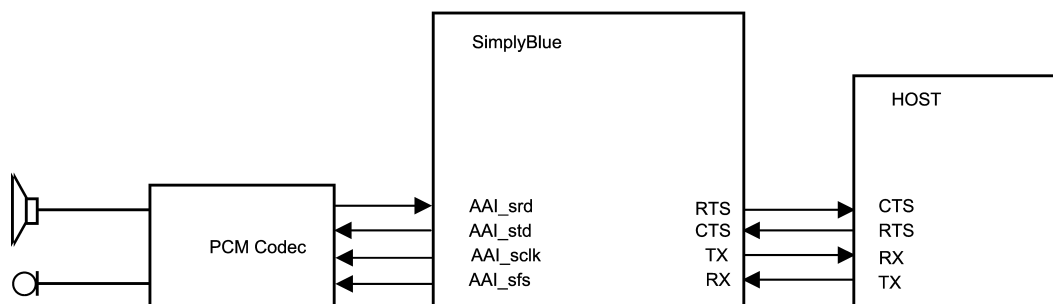 SimplyBlue
HOST
PCM Codec
AAI_srd
AAI_std
AAI_sclk
AAI_sfs
RTS
CTS
TX
RX
CTS
RTS
RX
TX